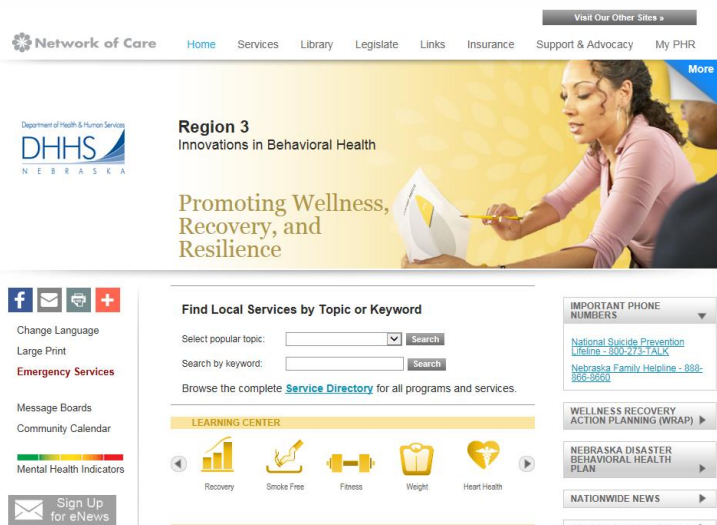 Visit Our Other Sites »
Network of Care
Home Services Library Legislate Links Insurance Support & Advocacy My PHR
More
Department of Health & Human Services
DHHS
NEBRASKA
Region 3
Innovations in Behavioral Health
Promoting Wellness,
Recovery, and
Resilience
Change Language
Large Print
Emergency Services
Message Boards
Community Calendar
Mental Health Indicators
Sign Up
for eNews
Find Local Services by Topic or Keyword
Select popular topic: Search
Search by keyword: Search
Browse the complete Service Directory for all programs and services.
LEARNING CENTER
Recovery Smoke Free Fitness Weight Heart Health
IMPORTANT PHONE
NUMBERS
National Suicide Prevention
Lifeline - 800-273-TALK
Nebraska Family Helpline - 888-
866-8660
WELLNESS RECOVERY
ACTION PLANNING (WRAP)
NEBRASKA DISASTER
BEHAVIORAL HEALTH
PLAN
NATIONWIDE NEWS